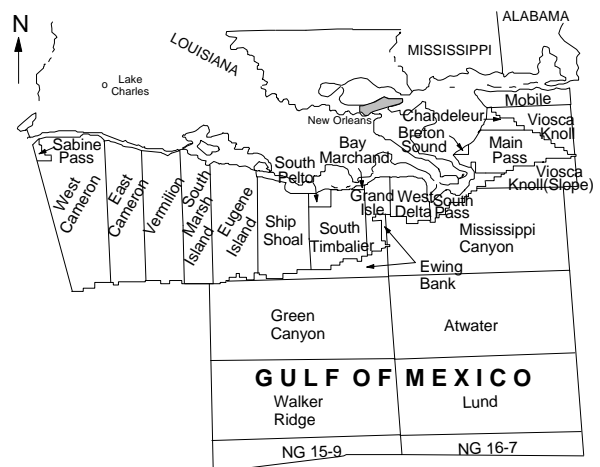 N
ALABAMA
LOUISIANA
MISSISSIPPI
Lake
Charles
New Orleans
Mobile
Chandeleur
Viosca
Knoll
Breton
Sound
Main
Pass
Bay
Marchand
Sabine
Pass
South
Pelto
Viosca
Knoll(Slope)
West
Cameron
East
Cameron
Vermilion
South
Marsh
Island
Eugene
Island
Ship
Shoal
South
Timbalier
Grand
Isle
West
Delta
South
Pass
Mississippi
Canyon
Ewing
Bank
Green
Canyon
Atwater
GULF OF MEXICO
Walker
Ridge
Lund
NG 15-9
NG 16-7